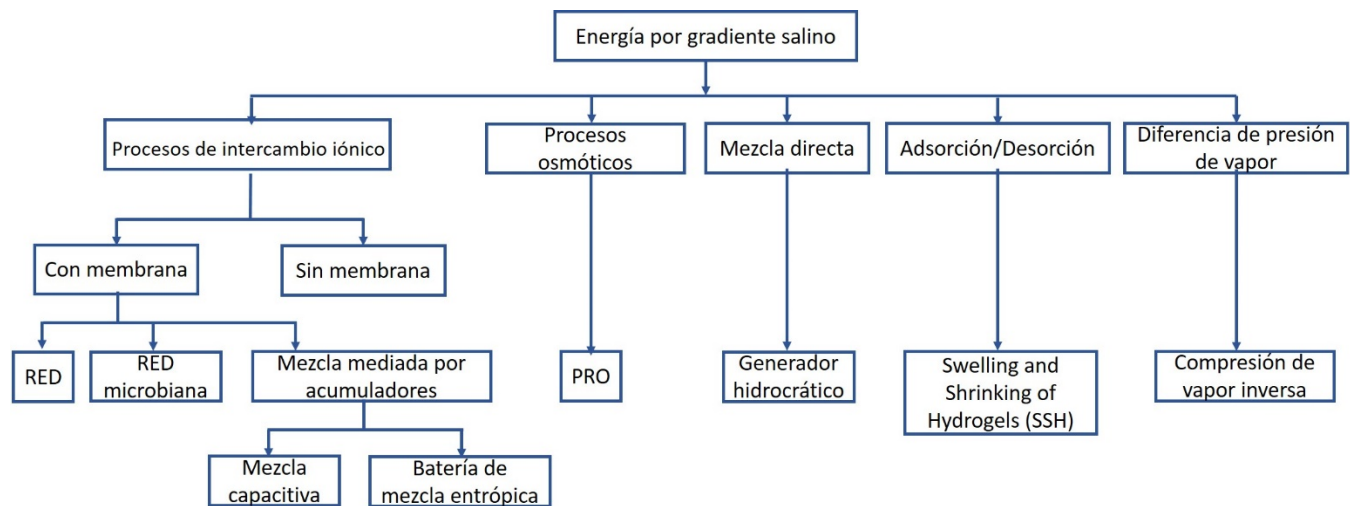 Energía por gradiente salino
Procesos de intercambio iónico
Procesos
osmóticos
Mezcla directa
Adsorción/Desorción
Diferencia de presión
de vapor
Con membrana
Sin membrana
RED
RED
microbiana
Mezcla mediada por
acumuladores
PRO
Generador
hidrocrático
Swelling and
Shrinking of
Hydrogels (SSH)
Compresión de
vapor inversa
Mezcla
capacitiva
Batería de
mezcla entrópica